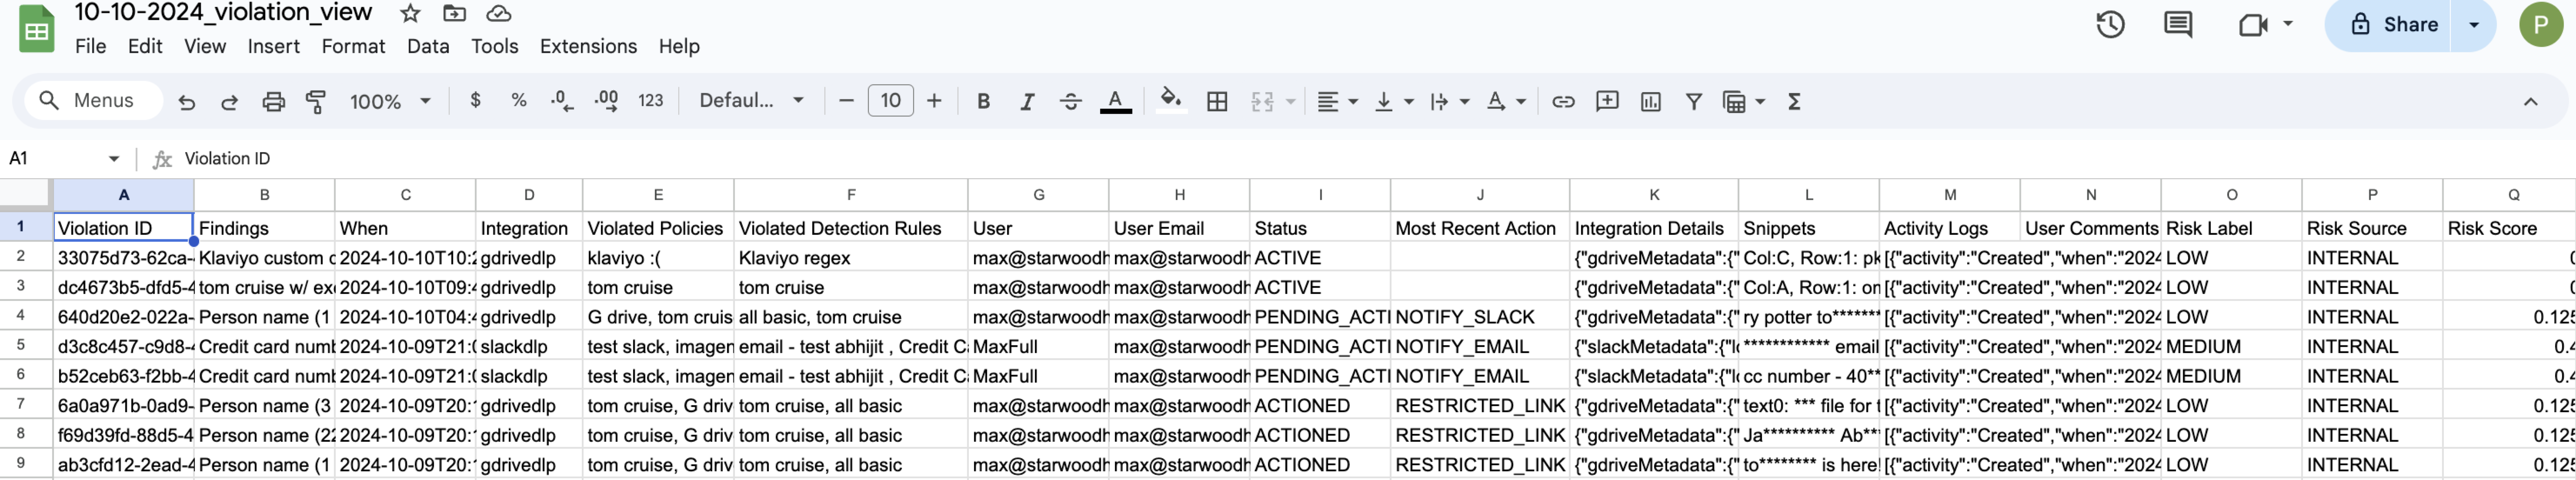 10-10-2024_violation_view
File Edit View Insert Format Data Tools Extensions Help
Share
P
Menus 100% $ % .0 .00 123 Defaul... 10 B I A
A1 fx Violation ID
A B C D E F G H I J K L M N O P Q
1 Violation ID Findings When Integration Violated Policies Violated Detection Rules User User Email Status Most Recent Action Integration Details Snippets Activity Logs User Comments Risk Label Risk Source Risk Score
2 33075d73-62ca- Klaviyo custom c 2024-10-10T10:2 gdrivedlp klaviyo :( Klaviyo regex max@starwoodh max@starwoodh ACTIVE {"gdriveMetadata":{" Col:C, Row:1: pk [{"activity":"Created","when":"2024 LOW INTERNAL 0
3 dc4673b5-dfd5-4 tom cruise w/ ex 2024-10-10T09:4 gdrivedlp tom cruise tom cruise max@starwoodh max@starwoodh ACTIVE {"gdriveMetadata":{" Col:A, Row:1: on [{"activity":"Created","when":"2024 LOW INTERNAL 0
4 640d20e2-022a- Person name (1 2024-10-10T04:4 gdrivedlp G drive, tom cruis all basic, tom cruise max@starwoodh max@starwoodh PENDING_ACTI NOTIFY_SLACK {"gdriveMetadata":{" ry potter to******* [{"activity":"Created","when":"2024 LOW INTERNAL 0.125
5 d3c8c457-c9d8-4 Credit card numb 2024-10-09T21:0 slackdlp test slack, imagen email - test abhijit , Credit Ca MaxFull max@starwoodh PENDING_ACTI NOTIFY_EMAIL {"slackMetadata":{"lo ************ email [{"activity":"Created","when":"2024 MEDIUM INTERNAL 0.4
6 b52ceb63-f2bb-4 Credit card numb 2024-10-09T21:0 slackdlp test slack, imagen email - test abhijit , Credit Ca MaxFull max@starwoodh PENDING_ACTI NOTIFY_EMAIL {"slackMetadata":{"lo cc number - 40** [{"activity":"Created","when":"2024 MEDIUM INTERNAL 0.4
7 6a0a971b-0ad9- Person name (3 2024-10-09T20: gdrivedlp tom cruise, G driv tom cruise, all basic max@starwoodh max@starwoodh ACTIONED RESTRICTED_LINK {"gdriveMetadata":{" text0: *** file for t [{"activity":"Created","when":"2024 LOW INTERNAL 0.125
8 f69d39fd-88d5-4 Person name (22 2024-10-09T20: gdrivedlp tom cruise, G driv tom cruise, all basic max@starwoodh max@starwoodh ACTIONED RESTRICTED_LINK {"gdriveMetadata":{" Ja********** Ab** [{"activity":"Created","when":"2024 LOW INTERNAL 0.125
9 ab3cfd12-2ead-4 Person name (1 2024-10-09T20: gdrivedlp tom cruise, G driv tom cruise, all basic max@starwoodh max@starwoodh ACTIONED RESTRICTED_LINK {"gdriveMetadata":{" to******** is here! [{"activity":"Created","when":"2024 LOW INTERNAL 0.125